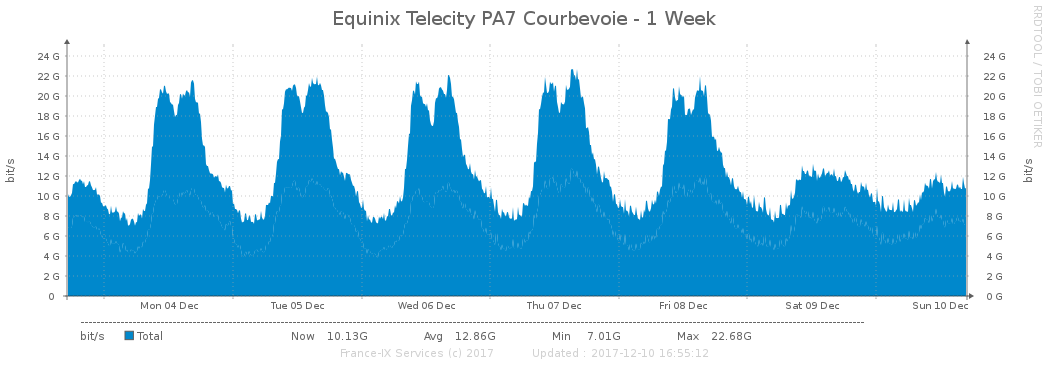 Equinix Telecity PA7 Courbevoie - 1 Week
RRDTOOL / TOBI OETIKER
bit/s
24 G 24 G
22 G 22 G
20 G 20 G
18 G 18 G
16 G 16 G
14 G 14 G
12 G 12 G
10 G 10 G
8 G 8 G
6 G 6 G
4 G 4 G
2 G 2 G
0 0 G
bit/s
Mon 04 Dec Tue 05 Dec Wed 06 Dec Thu 07 Dec Fri 08 Dec Sat 09 Dec Sun 10 Dec
bit/s Total Now 10.13G Avg 12.86G Min 7.01G Max 22.68G
France-IX Services (c) 2017 Updated : 2017-12-10 16:55:12